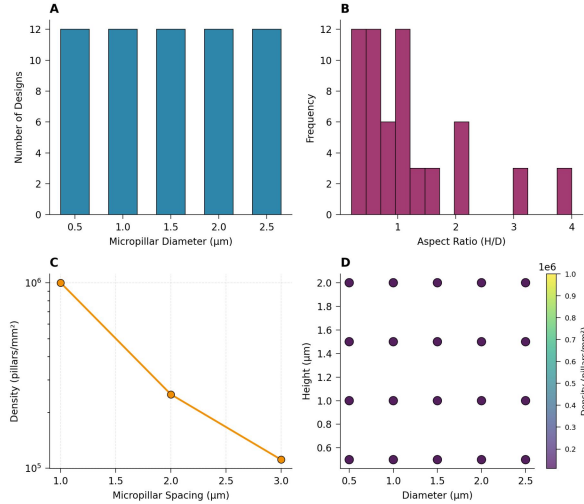 A
Number of Designs
12
10
8
6
4
2
0
0.5 1.0 1.5 2.0 2.5
Micropillar Diameter (μm)
B
Frequency
12
10
8
6
4
2
0
1 2 3 4
Aspect Ratio (H/D)
C
Density (pillars/mm²)
10⁶
10⁵
1.0 1.5 2.0 2.5 3.0
Micropillar Spacing (μm)
D
Height (μm)
2.0
1.8
1.6
1.4
1.2
1.0
0.8
0.6
0.5 1.0 1.5 2.0 2.5
Diameter (μm)
1e6
1.0
0.9
0.8
0.7
0.6
0.5
0.4
0.3
0.2
Density (pillars/mm²)